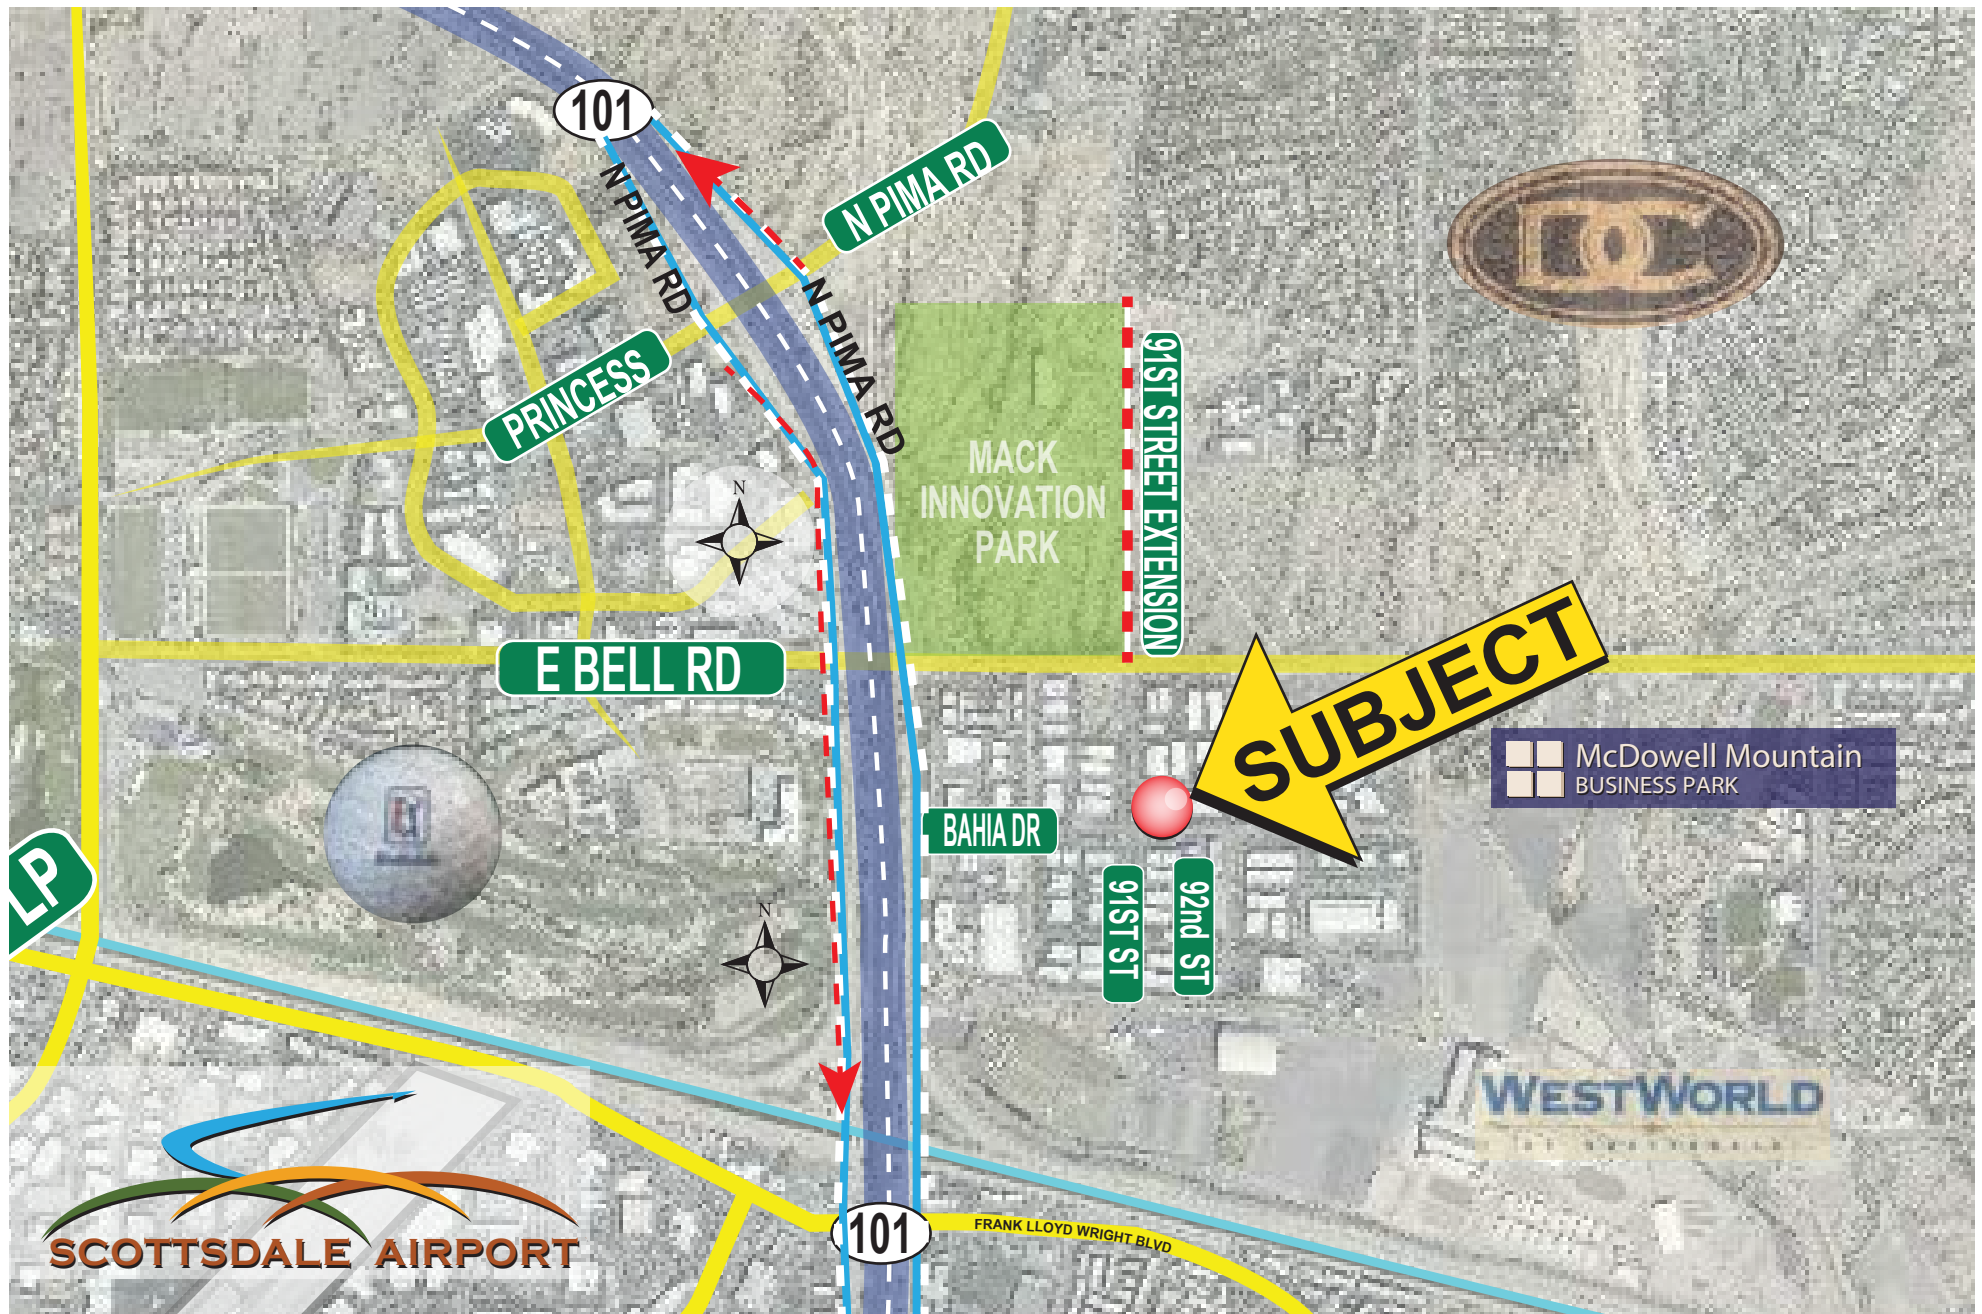 101
N PIMA RD
N PIMA RD
DC
N PIMA RD
PRINCESS
MACK
INNOVATION
PARK
91ST STREET EXTENSION
N
E BELL RD
SUBJECT
McDowell Mountain
BUSINESS PARK
BAHIA DR
LP
91ST ST
92nd ST
N
WESTWORLD
SCOTTSDALE AIRPORT
101
FRANK LLOYD WRIGHT BLVD